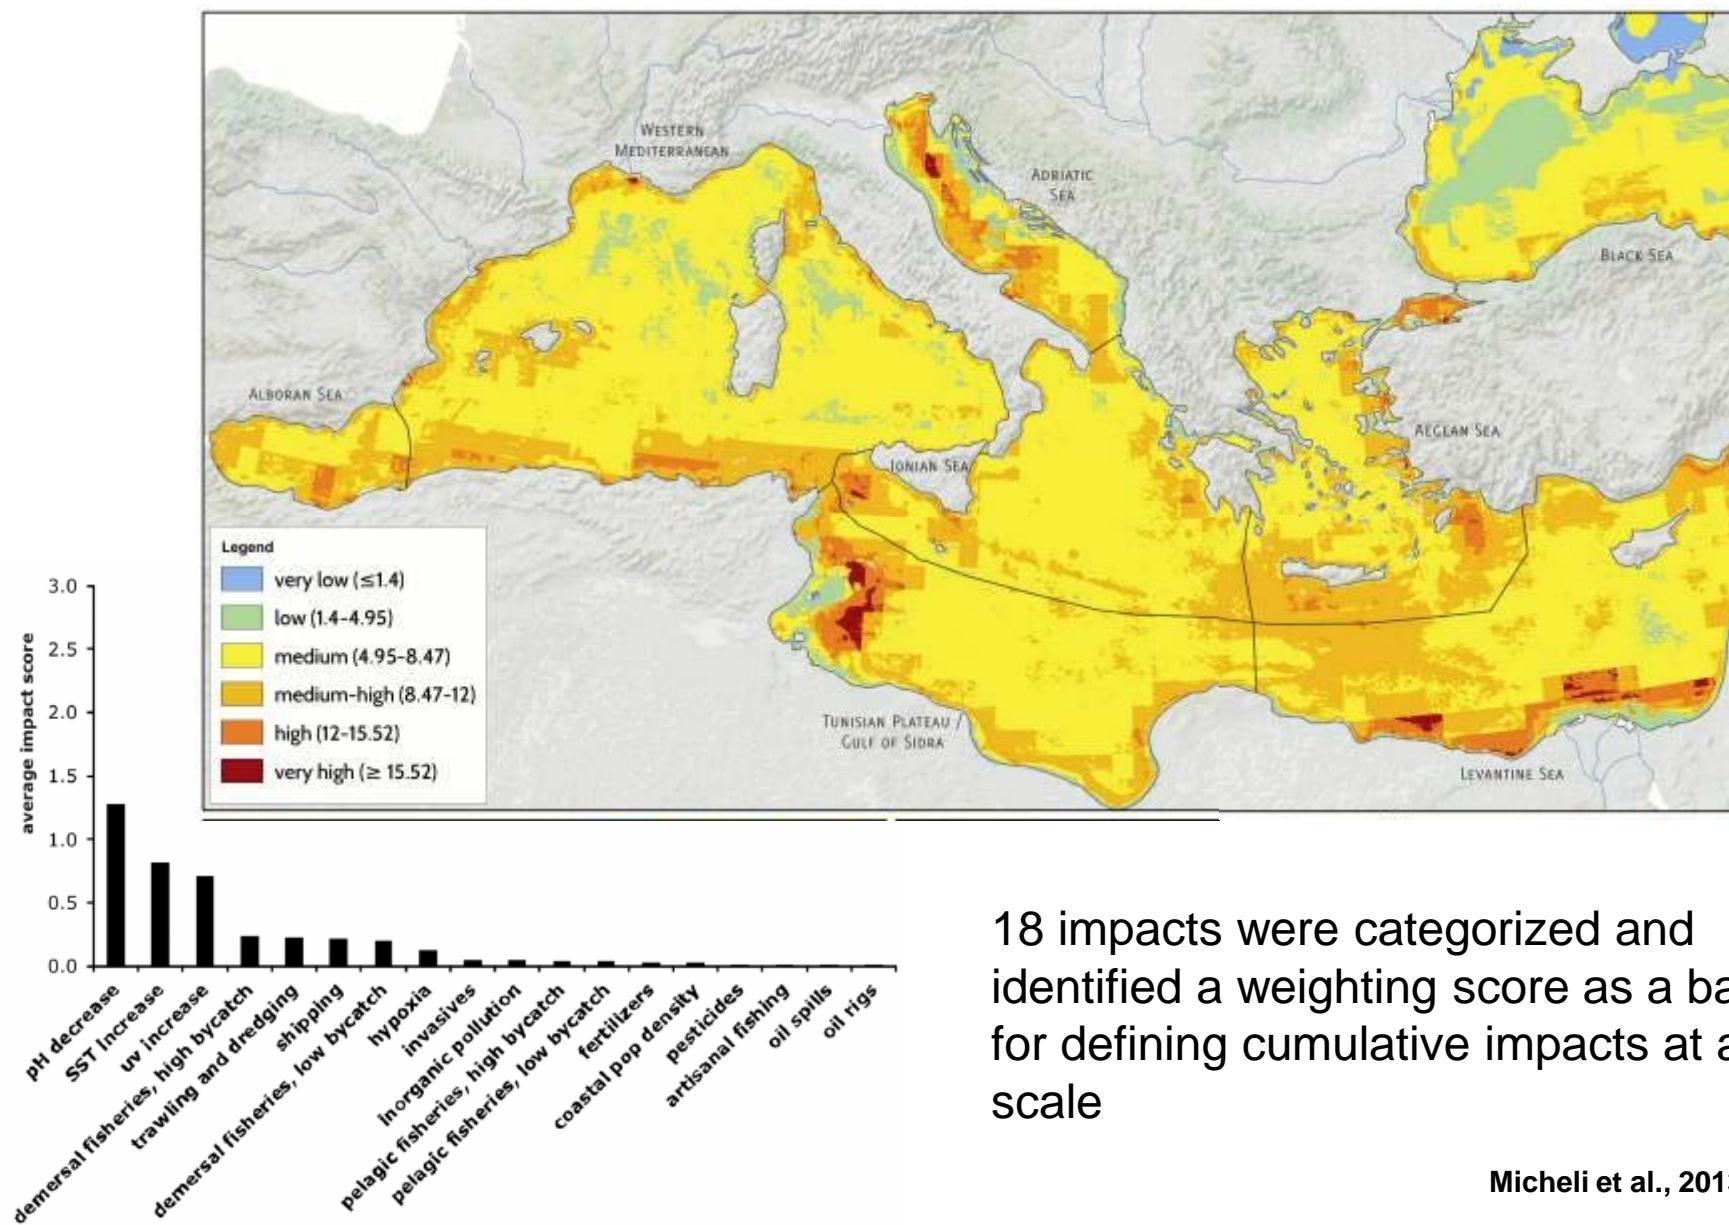 WESTERN
MEDITERRANEAN
ADRIATIC
SEA
BLACK SEA
ALBORAN SEA
AEGEAN SEA
IONIAN SEA
TUNISIAN PLATEAU /
GULF OF SIDRA
LEVANTINE SEA
Legend
very low (≤1.4)
low (1.4-4.95)
medium (4.95-8.47)
medium-high (8.47-12)
high (12-15.52)
very high (≥ 15.52)
average impact score
3.0
2.5
2.0
1.5
1.0
0.5
0.0
pH decrease
SST Increase
uv increase
demersal fisheries, high bycatch
trawling and dredging
shipping
demersal fisheries, low bycatch
hypoxia
invasives
inorganic pollution
pelagic fisheries, high bycatch
pelagic fisheries, low bycatch
fertilizers
coastal pop density
pesticides
artisanal fishing
oil spills
oil rigs
18 impacts were categorized and
identified a weighting score as a ba
for defining cumulative impacts at a
scale
Micheli et al., 201